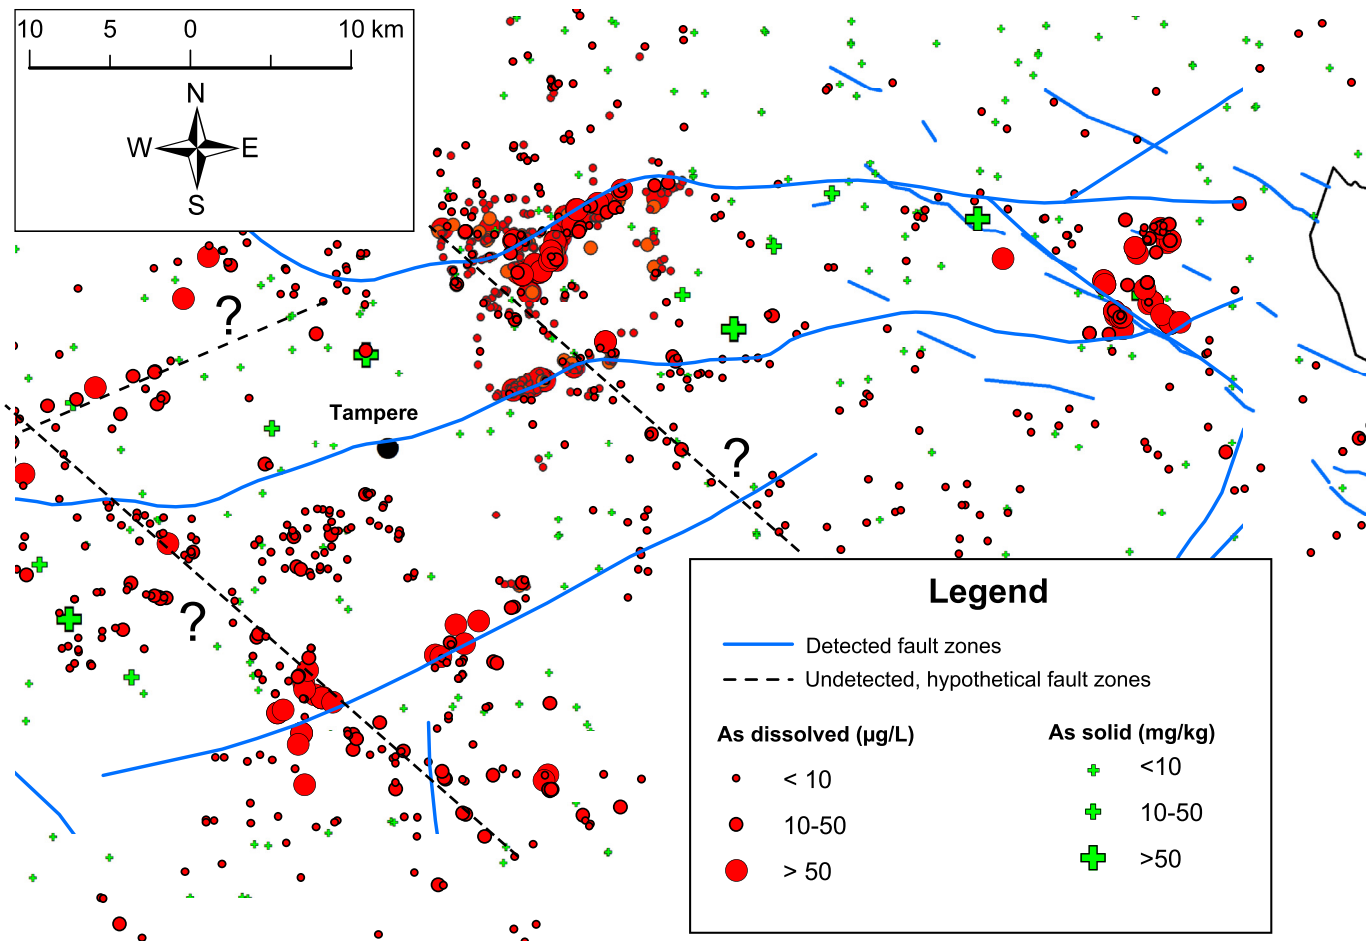 10 5 0 10 km
N
W E
S
?
?
?
Tampere
Legend
Detected fault zones
Undetected, hypothetical fault zones
As dissolved (µg/L) As solid (mg/kg)
< 10 <10
10-50 10-50
> 50 >50